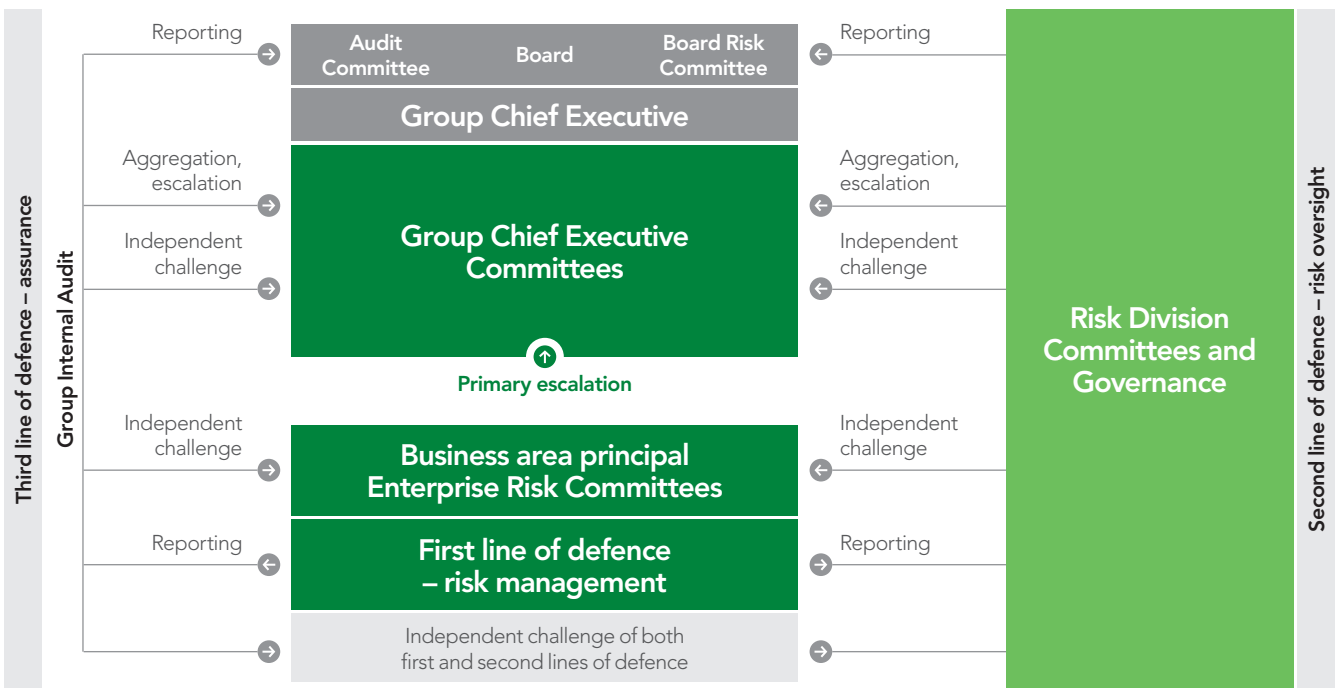 Third line of defence – assurance
Group Internal Audit
Reporting
Aggregation,
escalation
Independent
challenge
Independent
challenge
Reporting
Audit
Committee
Board
Board Risk
Committee
Group Chief Executive
Group Chief Executive
Committees
Primary escalation
Business area principal
Enterprise Risk Committees
First line of defence
– risk management
Independent challenge of both
first and second lines of defence
Reporting
Aggregation,
escalation
Independent
challenge
Independent
challenge
Reporting
Risk Division
Committees and
Governance
Second line of defence – risk oversight